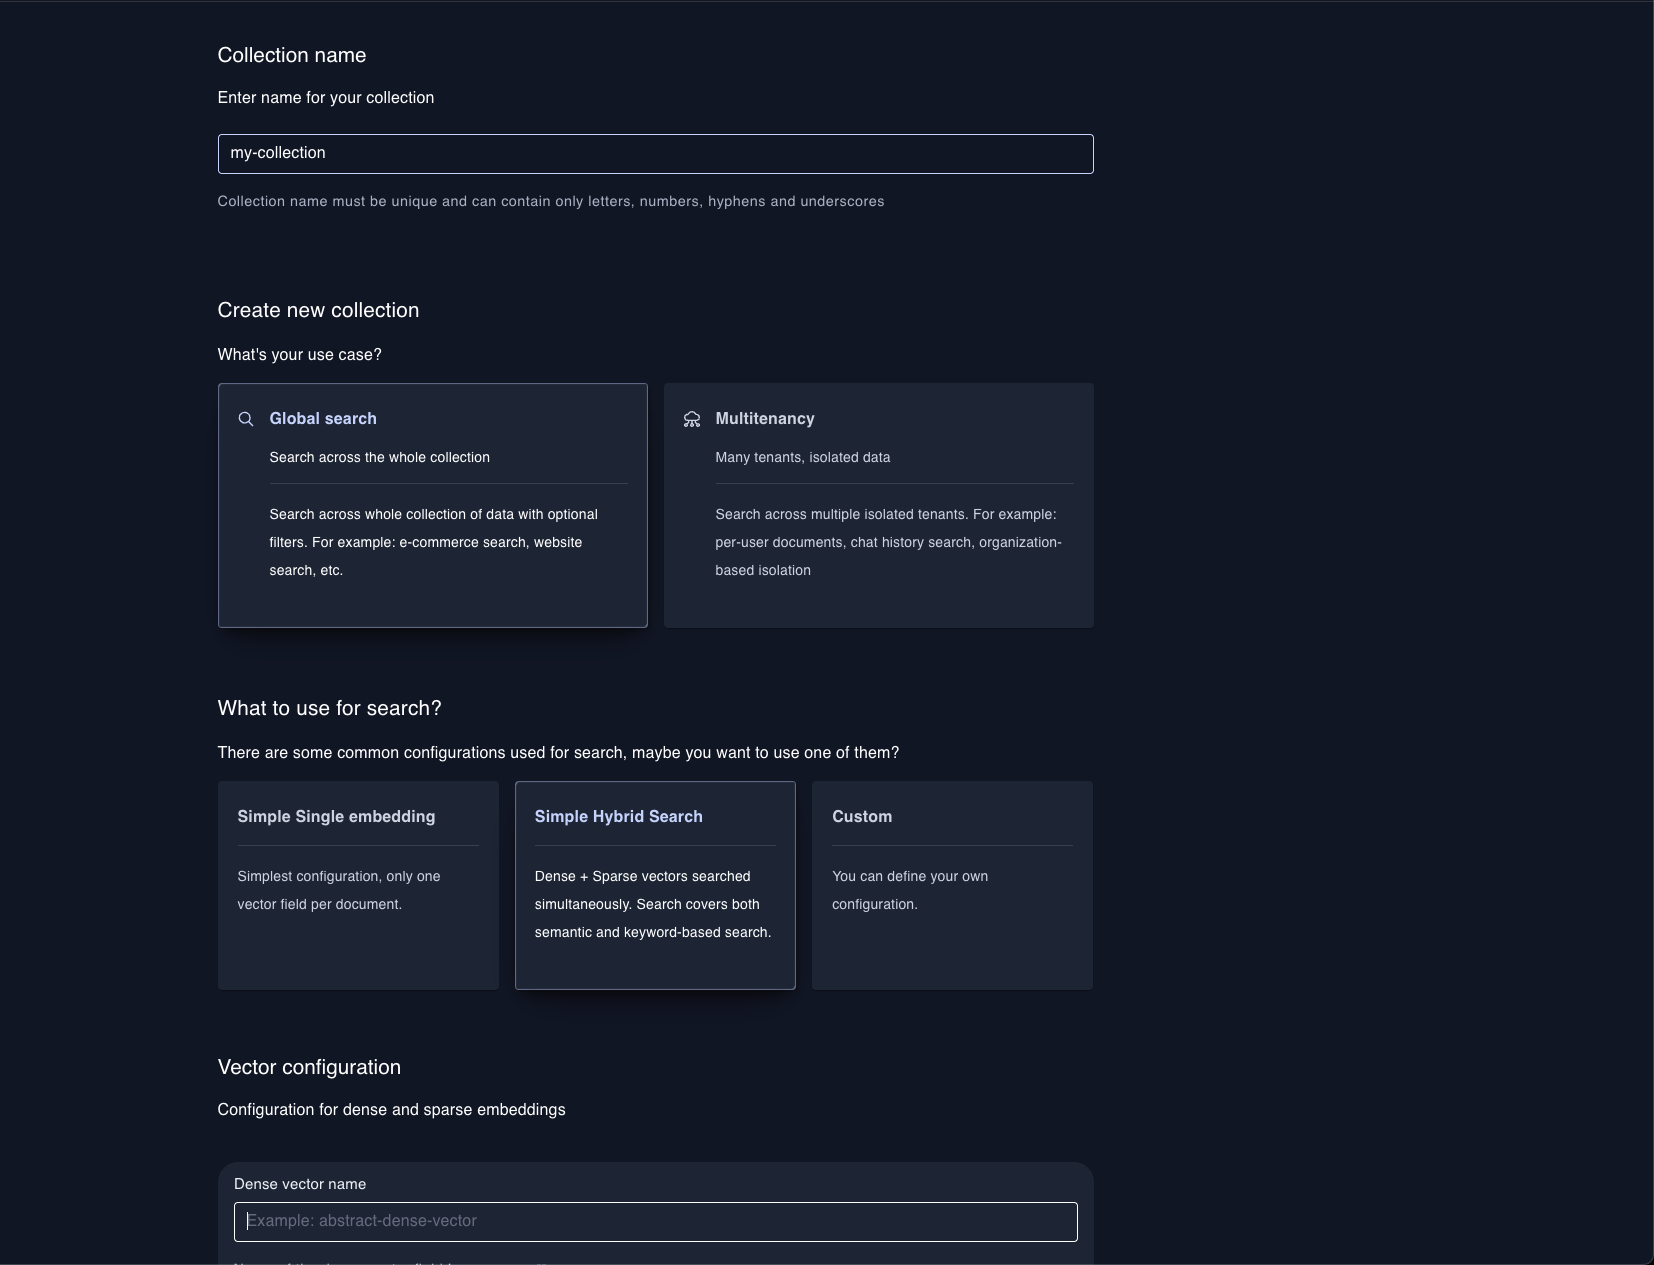 Collection name
Enter name for your collection
my-collection
Collection name must be unique and can contain only letters, numbers, hyphens and underscores
Create new collection
What's your use case?
Global search
Search across the whole collection
Search across whole collection of data with optional
filters. For example: e-commerce search, website
search, etc.
Multitenancy
Many tenants, isolated data
Search across multiple isolated tenants. For example:
per-user documents, chat history search, organization-
based isolation
What to use for search?
There are some common configurations used for search, maybe you want to use one of them?
Simple Single embedding
Simplest configuration, only one
vector field per document.
Simple Hybrid Search
Dense + Sparse vectors searched
simultaneously. Search covers both
semantic and keyword-based search.
Custom
You can define your own
configuration.
Vector configuration
Configuration for dense and sparse embeddings
Dense vector name
Example: abstract-dense-vector